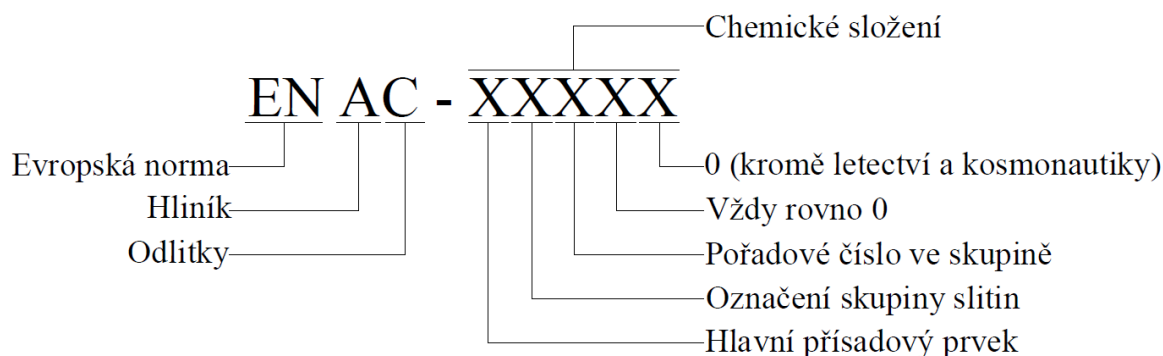 Chemické složení
EN AC - XXXXX
Evropská norma
0 (kromě letectví a kosmonautiky)
Hliník
Vždy rovno 0
Odlitky
Pořadové číslo ve skupině
Označení skupiny slitin
Hlavní přísadový prvek